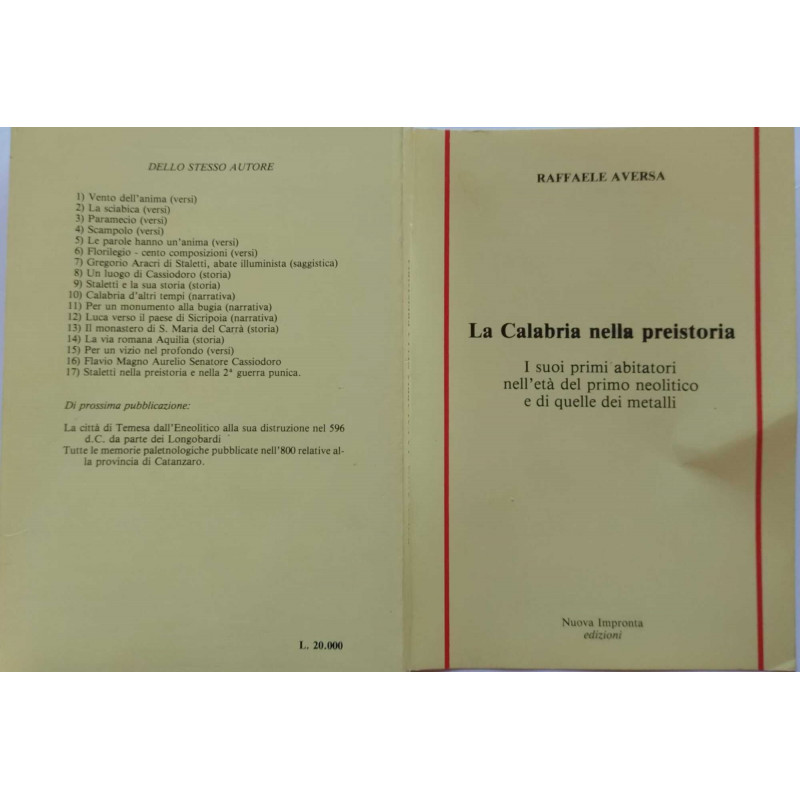 DELLO STESSO AUTORE
1) Vento dell'anima (versi)
2) La sciabica (versi)
3) Paramecio (versi)
4) Scampolo (versi)
5) Le parole hanno un'anima (versi)
6) Florilegio - cento composizioni (versi)
7) Gregorio Aracri di Staletti, abate illuminista (saggistica)
8) Un luogo di Cassiodoro (storia)
9) Staletti e la sua storia (storia)
10) Calabria d'altri tempi (narrativa)
11) Per un monumento alla bugia (narrativa)
12) Luca verso il paese di Sicripoia (narrativa)
13) Il monastero di S. Maria del Carrà (storia)
14) La via romana Aquilia (storia)
15) Per un vizio nel profondo (versi)
16) Flavio Magno Aurelio Senatore Cassiodoro
17) Staletti nella preistoria e nella 2ª guerra punica.
Di prossima pubblicazione:
La città di Temesa dall'Eneolitico alla sua distruzione nel 596
d.C. da parte dei Longobardi
Tutte le memorie paletnologiche pubblicate nell'800 relative al-
la provincia di Catanzaro.
L. 20.000
RAFFAELE AVERSA
La Calabria nella preistoria
I suoi primi abitatori
nell'età del primo neolitico
e di quelle dei metalli
Nuova Impronta
edizioni